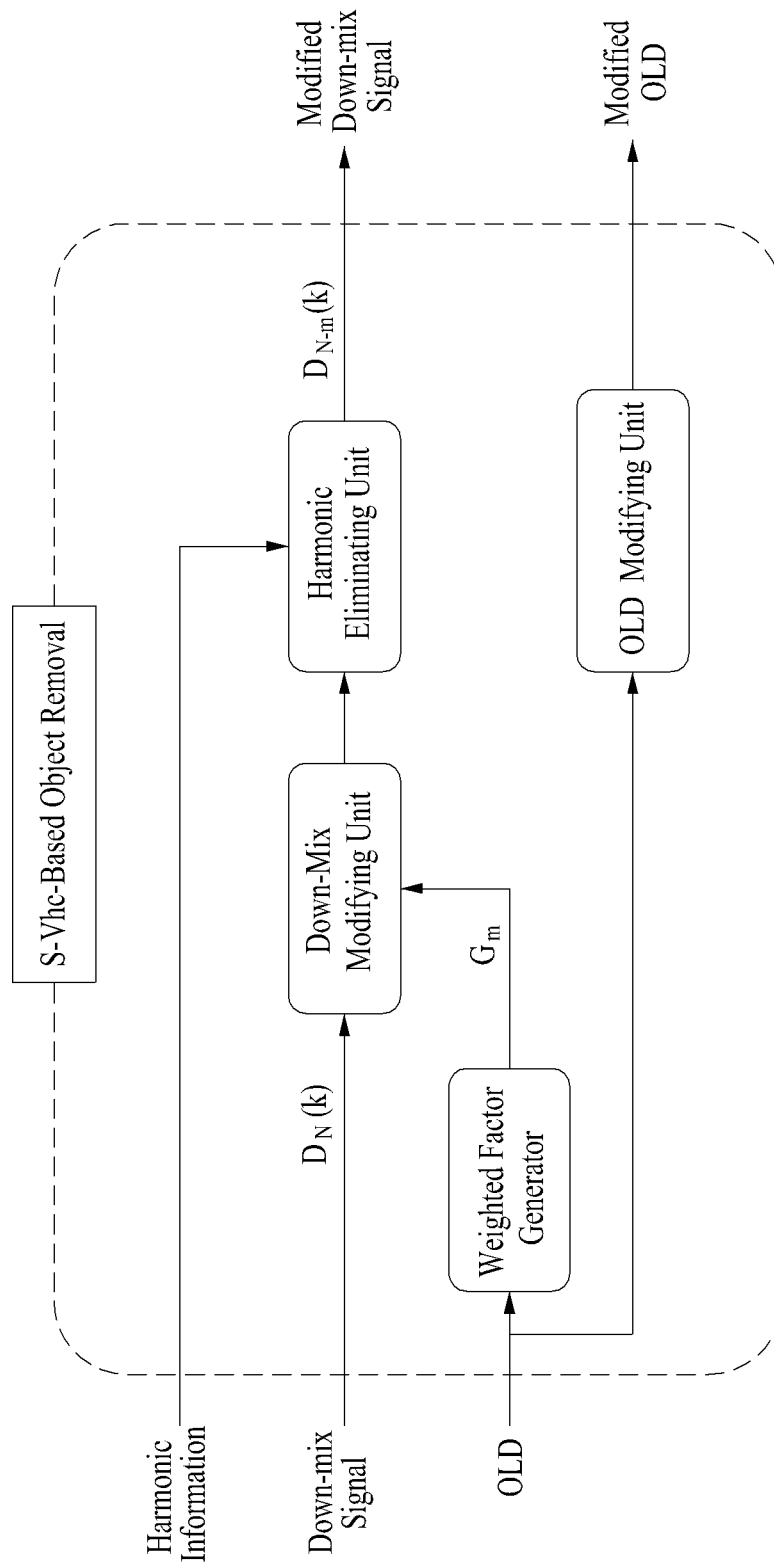 S-Vhc-Based Object Removal
Harmonic
Information
Down-mix
Signal
OLD
D_N(k)
Weighted Factor
Generator
G_m
Down-Mix
Modifying Unit
Harmonic
Eliminating Unit
OLD Modifying Unit
D_{N-m}(k)
Modified
Down-mix
Signal
Modified
OLD